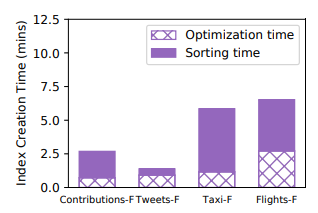 Index Creation Time (mins)
12.5
10.0
7.5
5.0
2.5
0.0
Optimization time
Sorting time
Contributions-F Tweets-F Taxi-F Flights-F